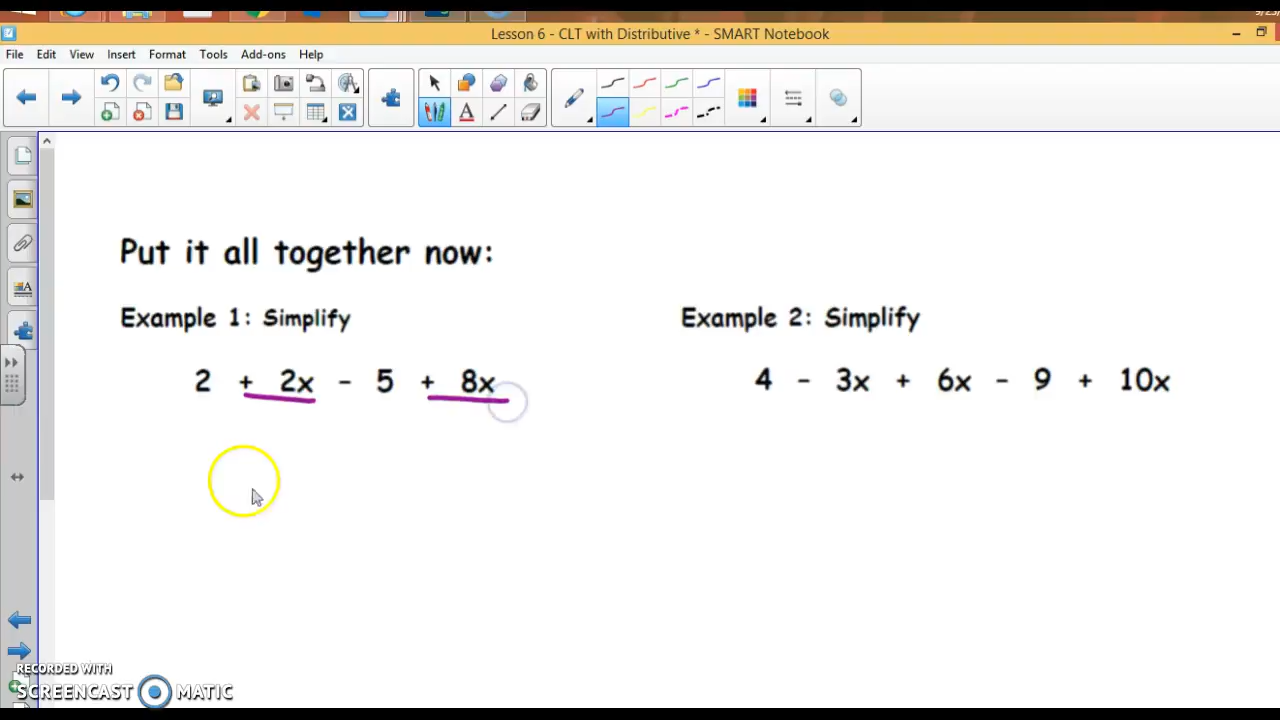 Lesson 6 - CLT with Distributive * - SMART Notebook
File Edit View Insert Format Tools Add-ons Help
Put it all together now:
Example 1: Simplify
2 + 2x - 5 + 8x
Example 2: Simplify
4 - 3x + 6x - 9 + 10x
RECORDED WITH
SCREENCAST MATIC